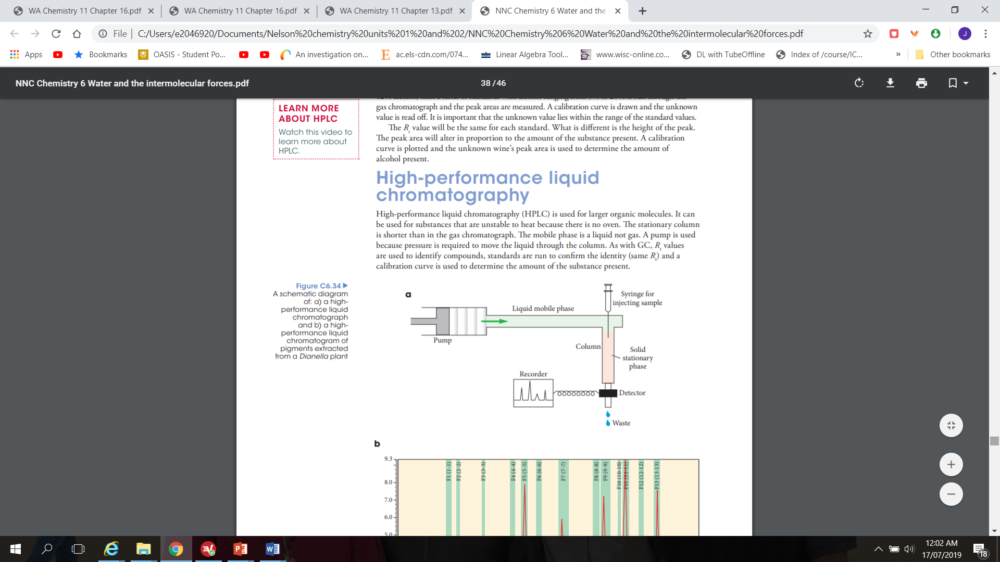 WA Chemistry 11 Chapter 16.pdf
WA Chemistry 11 Chapter 16.pdf
WA Chemistry 11 Chapter 13.pdf
NNC Chemistry 6 Water and the
File
C:/Users/e2046920/Documents/Nelson%20chemistry%20units%201%20and%202/NNC%20Chemistry%206%20Water%20and%20the%20intermolecular%20forces.pdf
J
Apps
Bookmarks
OASIS - Student Po...
An investigation on...
ac.els-cdn.com/074...
Linear Algebra Tool...
www.wisc-online.co...
DL with TubeOffline
Index of /course/IC...
»
Other bookmarks
NNC Chemistry 6 Water and the intermolecular forces.pdf
38 / 46
LEARN MORE
ABOUT HPLC
Watch this video to
learn more about
HPLC.
gas chromatograph and the peak areas are measured. A calibration curve is drawn and the unknown
value is read off. It is important that the unknown value lies within the range of the standard values.
The Rt value will be the same for each standard. What is different is the height of the peak.
The peak area will alter in proportion to the amount of the substance present. A calibration
curve is plotted and the unknown wine's peak area is used to determine the amount of
alcohol present.
High-performance liquid
chromatography
High-performance liquid chromatography (HPLC) is used for larger organic molecules. It can
be used for substances that are unstable to heat because there is no oven. The stationary column
is shorter than in the gas chromatograph. The mobile phase is a liquid not gas. A pump is used
because pressure is required to move the liquid through the column. As with GC, Rt values
are used to identify compounds, standards are run to confirm the identity (same Rt) and a
calibration curve is used to determine the amount of the substance present.
Figure C6.34
A schematic diagram
of: a) a high-
performance liquid
chromatograph
and b) a high-
performance liquid
chromatogram of
pigments extracted
from a Dianella plant
a
Syringe for
injecting sample
Liquid mobile phase
Pump
Column
Solid
stationary
phase
Recorder
Detector
Waste
b
9.3
8.0
7.0
6.0
5.0
F1 (1-1)
F2 (2-2)
F3 (3-3)
F4 (4-4)
F5 (5-5)
F6 (6-6)
F7 (7-7)
F8 (8-8)
F9 (9-9)
F10 (10-10)
F11 (11-11)
F12 (12-12)
F13 (13-13)
12:02 AM
17/07/2019
18